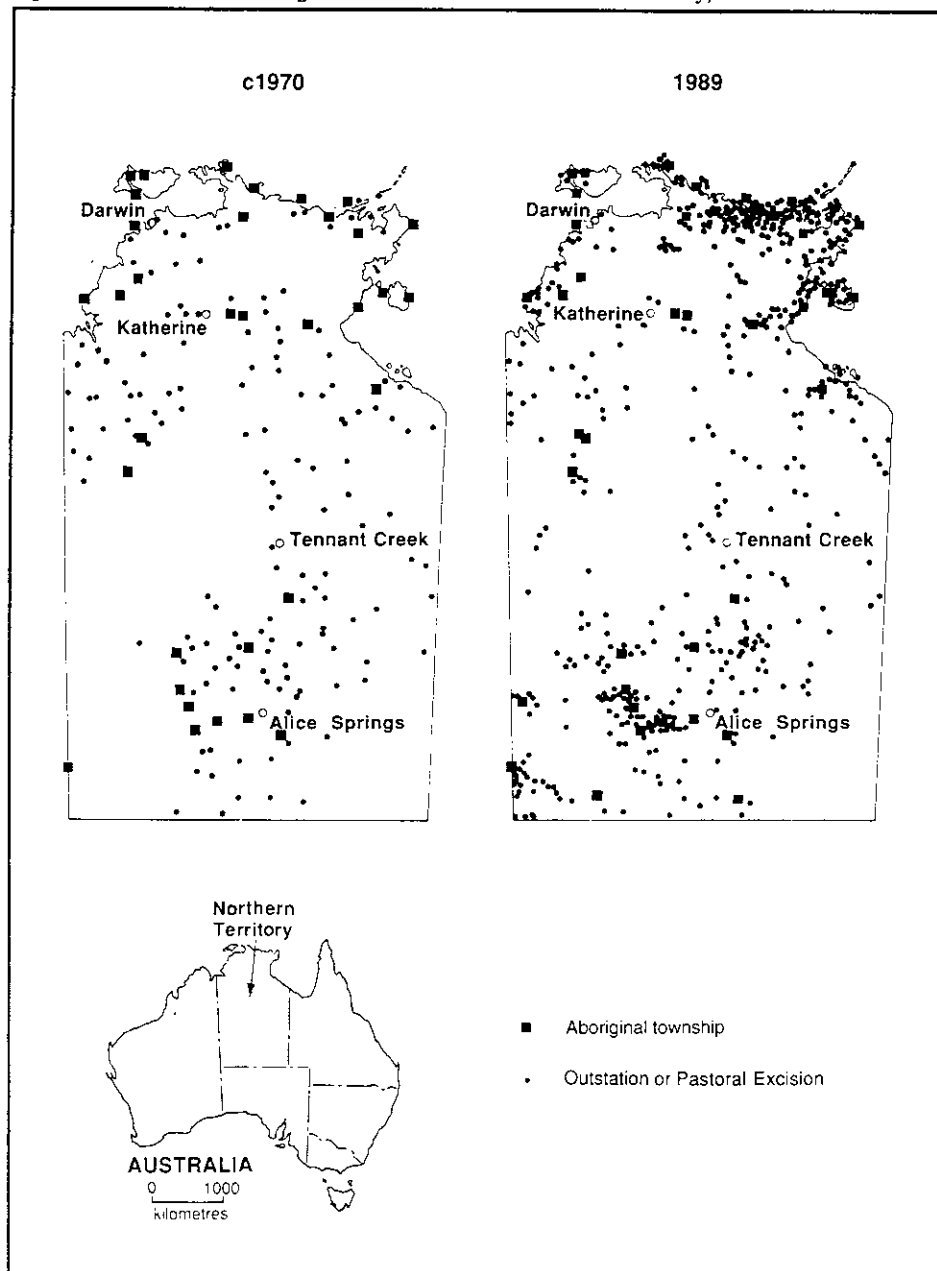 c1970
1989
Darwin
Darwin
Katherine
Katherine
Tennant Creek
Tennant Creek
Alice Springs
Alice Springs
Northern
Territory
AUSTRALIA
0 1000
kilometres
Aboriginal township
Outstation or Pastoral Excision